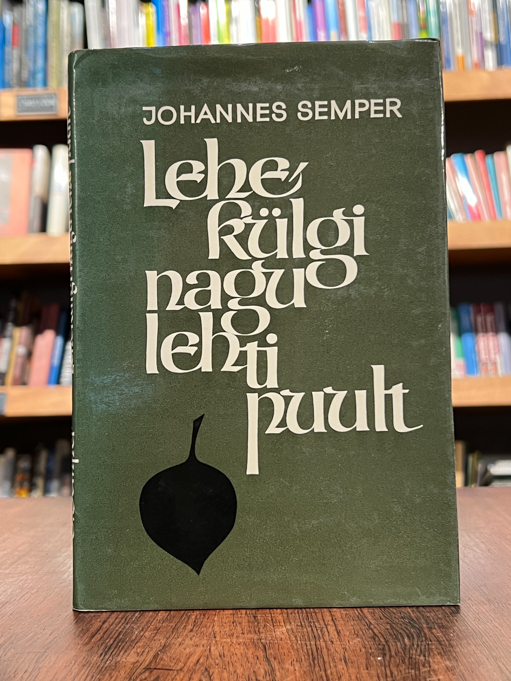 JOHANNES SEMPER
Lehe-
külgi
nagu
lehti
puult